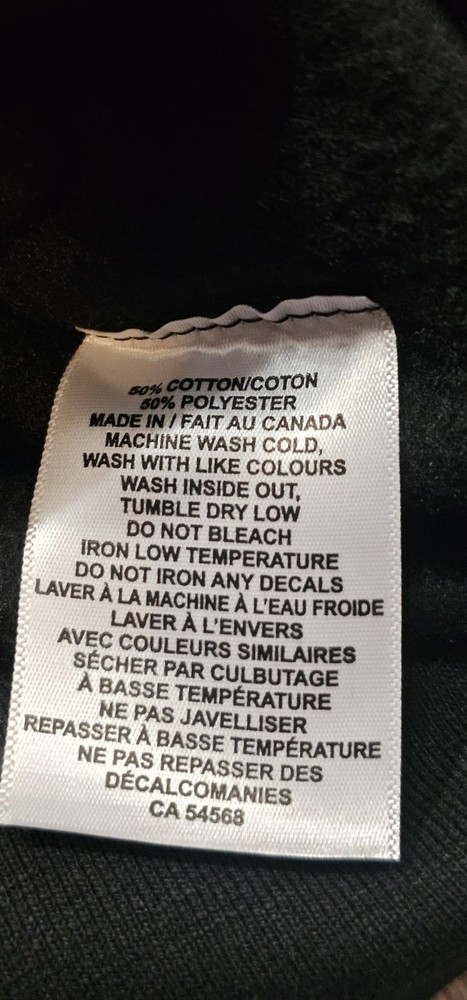 50% COTTON/COTON
50% POLYESTER
MADE IN / FAIT AU CANADA
MACHINE WASH COLD,
WASH WITH LIKE COLOURS
WASH INSIDE OUT,
TUMBLE DRY LOW
DO NOT BLEACH
IRON LOW TEMPERATURE
DO NOT IRON ANY DECALS
LAVER À LA MACHINE À L'EAU FROIDE
LAVER À L'ENVERS
AVEC COULEURS SIMILAIRES
SÉCHER PAR CULBUTAGE
À BASSE TEMPÉRATURE
NE PAS JAVELLISER
REPASSER À BASSE TEMPÉRATURE
NE PAS REPASSER DES
DÉCALCOMANIES
CA 54568